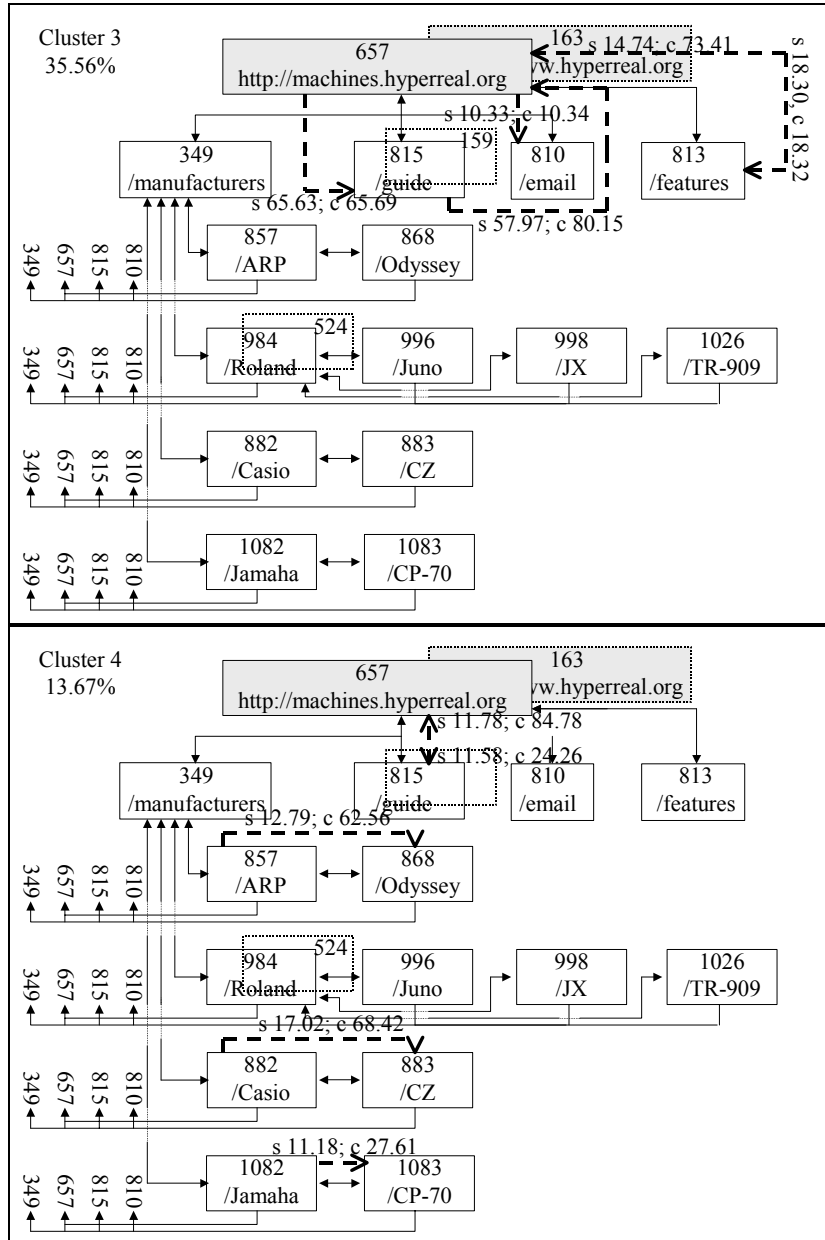 Cluster 3
35.56%
657
http://machines.hyperreal.org
163
ww.hyperreal.org
s 14.74; c 73.41
s 18.30, c 18.32
s 10.33; c 10.34
349
/manufacturers
815
/guide
159
810
/email
813
/features
s 65.63; c 65.69
s 57.97; c 80.15
857
/ARP
868
/Odyssey
349
657
815
810
984
/Roland
524
996
/Juno
998
/JX
1026
/TR-909
349
657
815
810
882
/Casio
883
/CZ
349
657
815
810
1082
/Jamaha
1083
/CP-70
349
657
815
810
Cluster 4
13.67%
657
http://machines.hyperreal.org
163
ww.hyperreal.org
s 11.78; c 84.78
s 11.58; c 24.26
349
/manufacturers
815
/guide
810
/email
813
/features
s 12.79; c 62.56
857
/ARP
868
/Odyssey
349
657
815
810
984
/Roland
524
996
/Juno
998
/JX
1026
/TR-909
349
657
815
810
s 17.02; c 68.42
882
/Casio
883
/CZ
349
657
815
810
s 11.18; c 27.61
1082
/Jamaha
1083
/CP-70
349
657
815
810